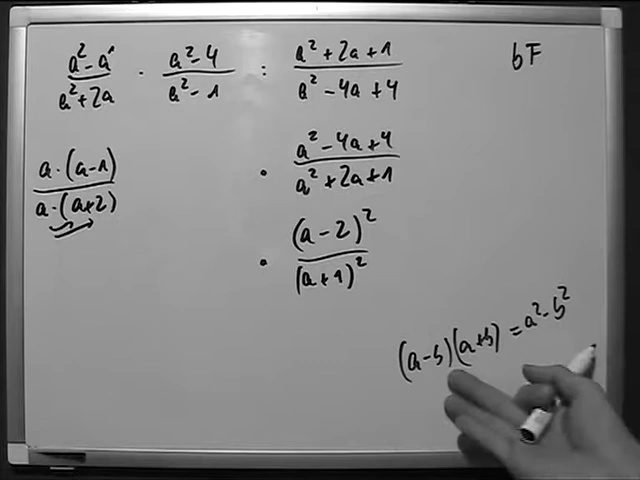 a² - a¹ / a² + 2a · a² - 4 / a² - 1 : a² + 2a + 1 / a² - 4a + 4
6F
a · (a - 1) / a · (a + 2)
· a² - 4a + 4 / a² + 2a + 1
· (a - 2)² / (a + 1)²
(a - b)(a + b) = a² - b²